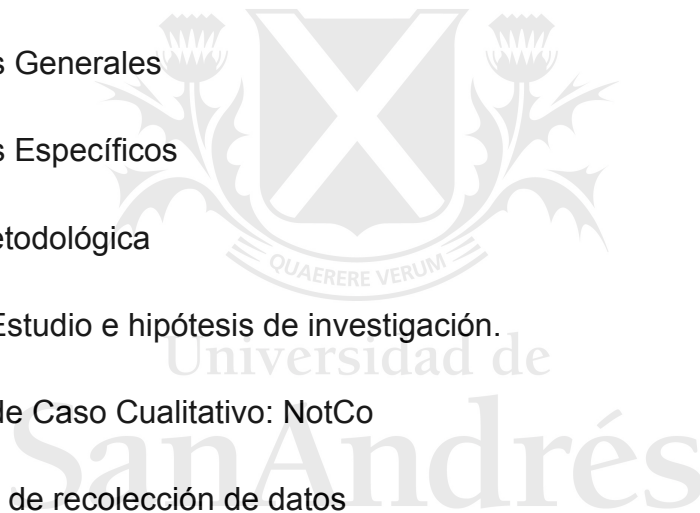 s Generales
s Específicos
etodológica
QUAERERE VERUM
Estudio e hipótesis de investigación.
Universidad de
de Caso Cualitativo: NotCo
SanAndrés
de recolección de datos